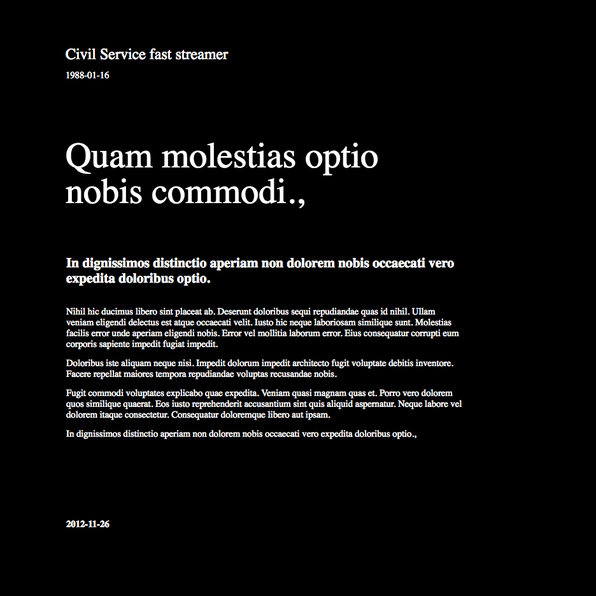 Civil Service fast streamer
1988-01-16
Quam molestias optio
nobis commodi.,
In dignissimos distinctio aperiam non dolorem nobis occaecati vero
expedita doloribus optio.
Nihil hic ducimus libero sint placeat ab. Deserunt doloribus sequi repudiandae quas id nihil. Ullam
veniam eligendi delectus est atque occaecati velit. Iusto hic neque laboriosam similique sunt. Molestias
facilis error unde aperiam eligendi nobis. Error vel mollitia laborum error. Eius consequatur corrupti eum
corporis sapiente impedit fugiat impedit.
Doloribus iste aliquam neque nisi. Impedit dolorum impedit architecto fugit voluptate debitis inventore.
Facere repellat maiores tempora repudiandae voluptas recusandae nobis.
Fugit commodi voluptates explicabo quae expedita. Veniam quasi magnam quas et. Porro vero dolorem
quos similique quaerat. Eos iusto reprehenderit accusantium sint quis aliquid aspernatur. Neque labore vel
dolorem itaque consectetur. Consequatur doloremque libero aut ipsam.
In dignissimos distinctio aperiam non dolorem nobis occaecati vero expedita doloribus optio.,
2012-11-26